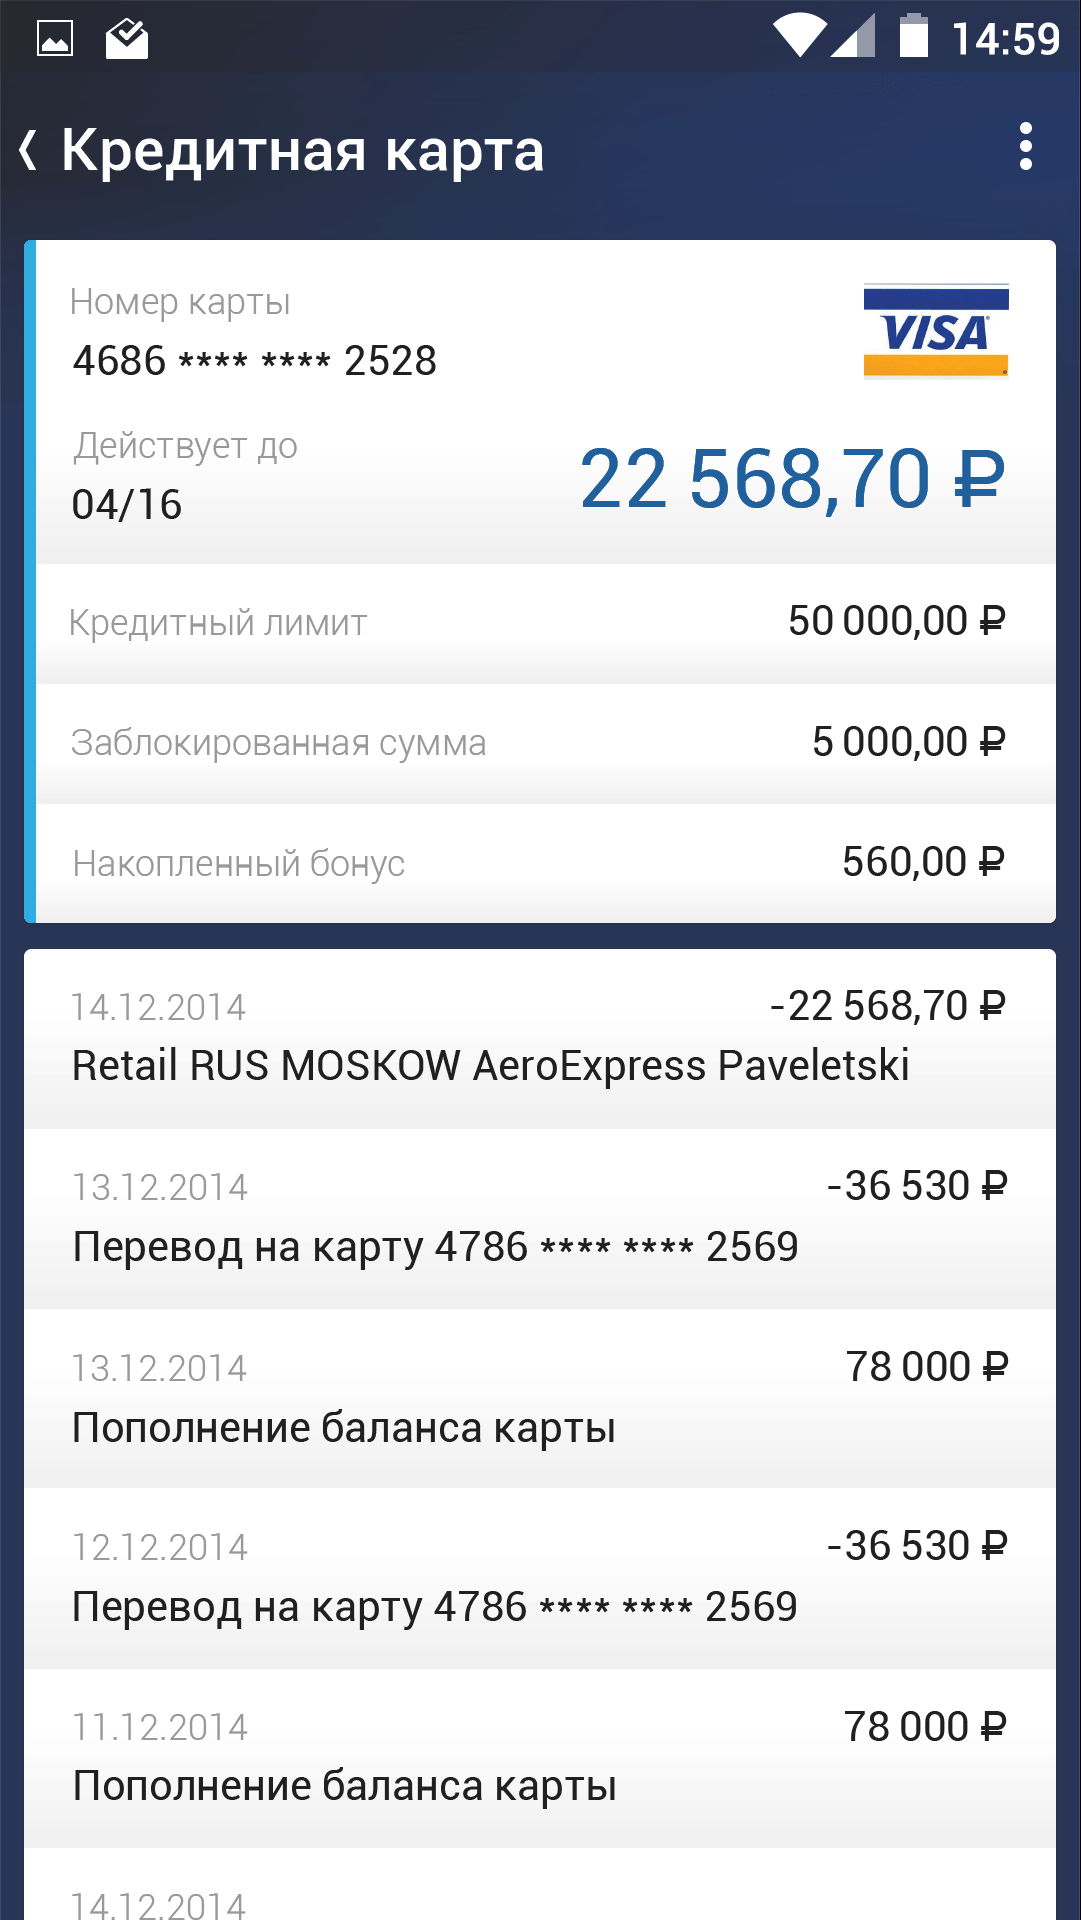 14:59
Кредитная карта
Номер карты
VISA
4686 **** **** 2528
Действует до
22 568,70 ₽
04/16
Кредитный лимит 50 000,00 ₽
Заблокированная сумма 5 000,00 ₽
Накопленный бонус 560,00 ₽
14.12.2014 -22 568,70 ₽
Retail RUS MOSKOW AeroExpress Paveletski
13.12.2014 -36 530 ₽
Перевод на карту 4786 **** **** 2569
13.12.2014 78 000 ₽
Пополнение баланса карты
12.12.2014 -36 530 ₽
Перевод на карту 4786 **** **** 2569
11.12.2014 78 000 ₽
Пополнение баланса карты
14.12.2014